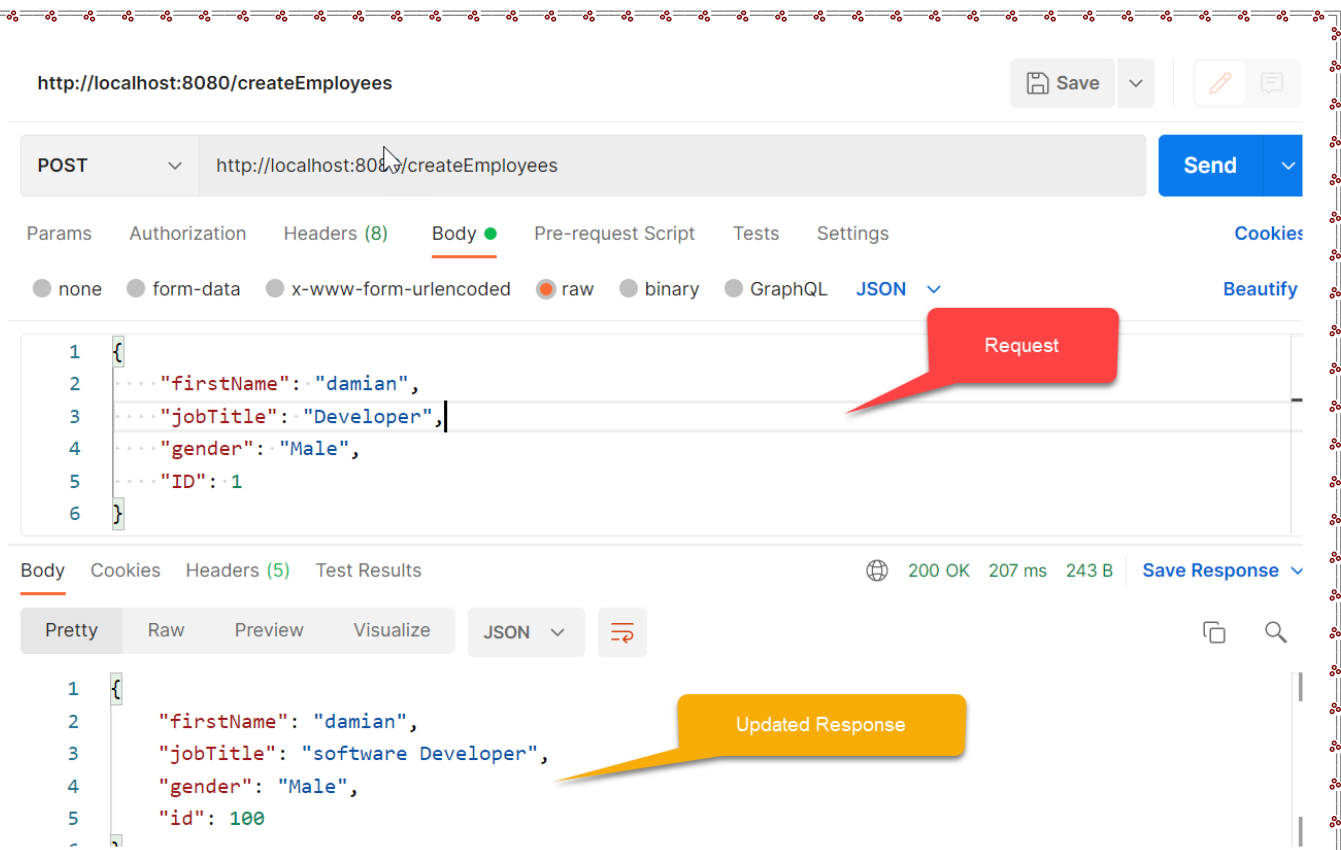 http://localhost:8080/createEmployees
Save
POST
http://localhost:808 /createEmployees
Send
Params Authorization Headers (8) Body Pre-request Script Tests Settings Cookies
none form-data x-www-form-urlencoded raw binary GraphQL JSON Beautify
Request
1 {
2 "firstName": "damian",
3 "jobTitle": "Developer",
4 "gender": "Male",
5 "ID": 1
6 }
Body Cookies Headers (5) Test Results 200 OK 207 ms 243 B Save Response
Pretty Raw Preview Visualize JSON
Updated Response
1 {
2 "firstName": "damian",
3 "jobTitle": "software Developer",
4 "gender": "Male",
5 "id": 100